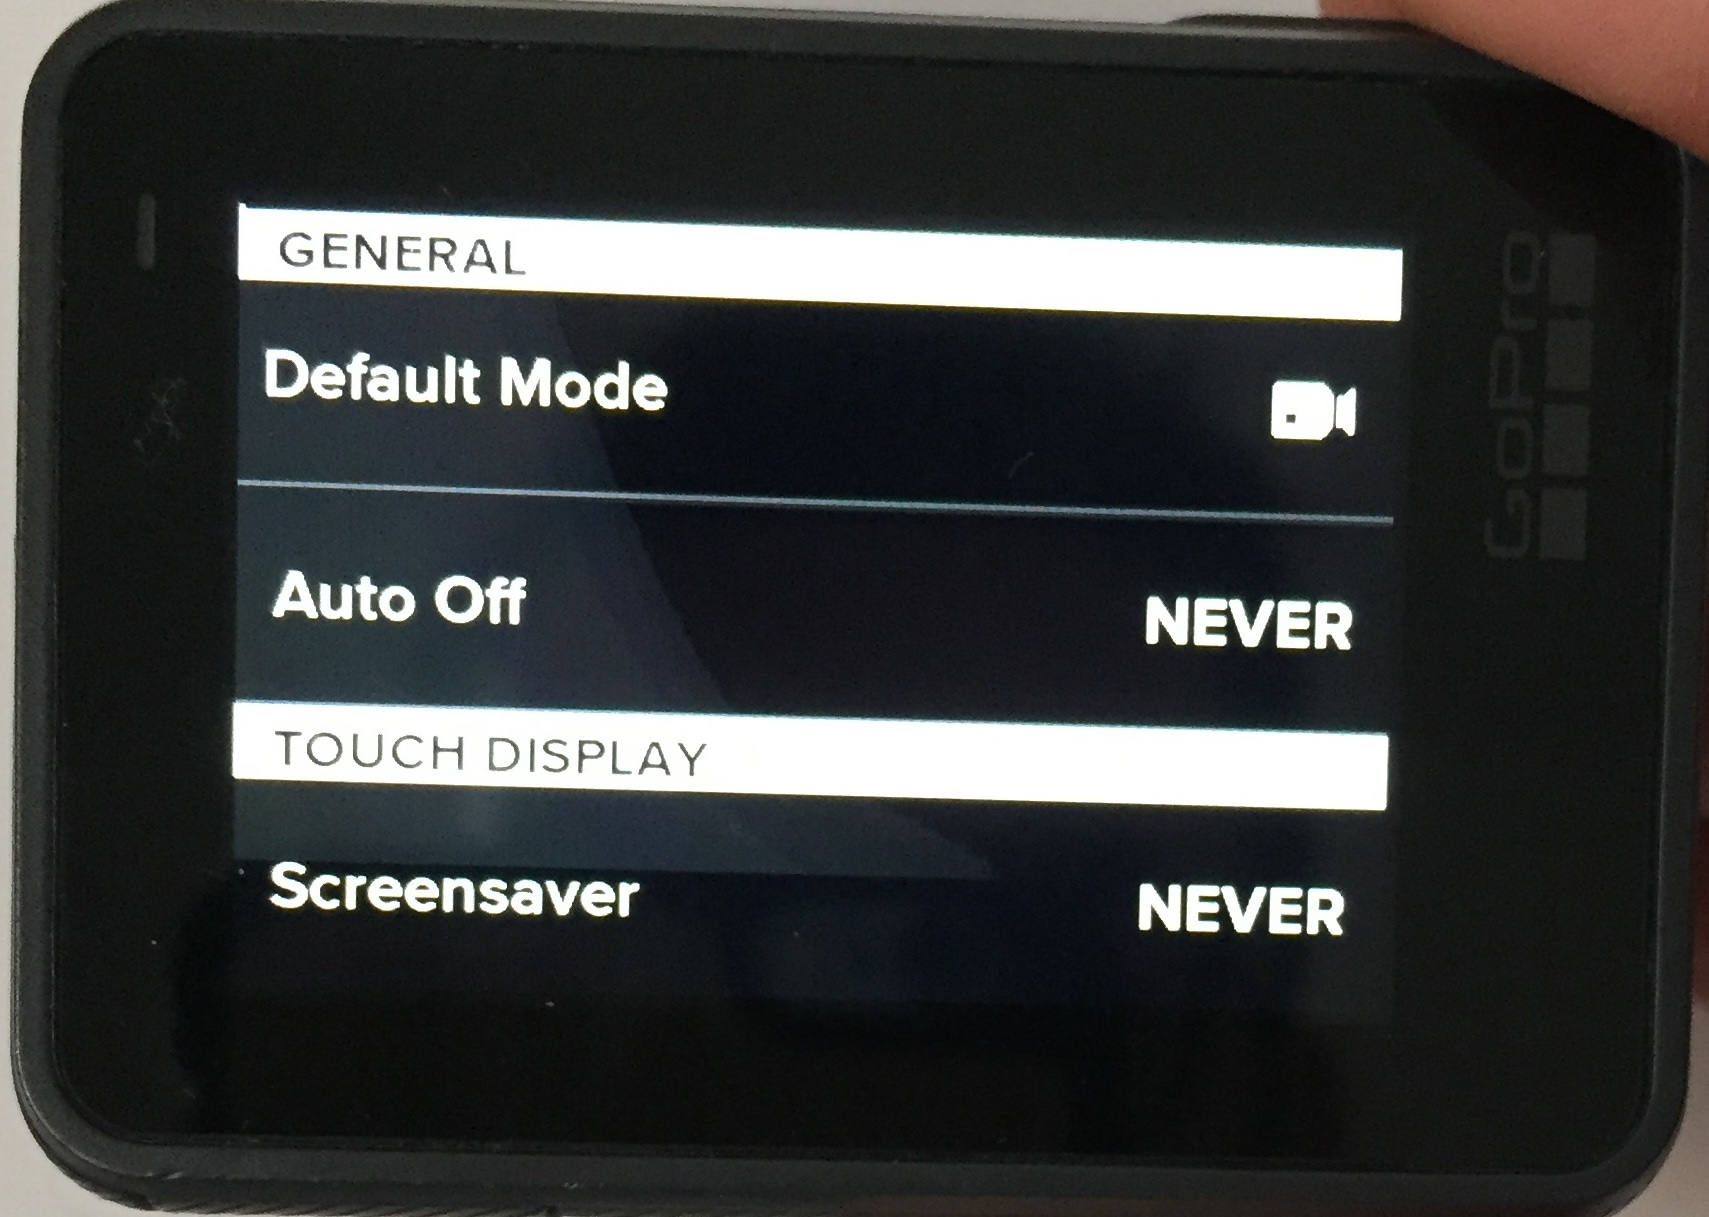 GENERAL
Default Mode
Auto Off NEVER
TOUCH DISPLAY
Screensaver NEVER
GoPro